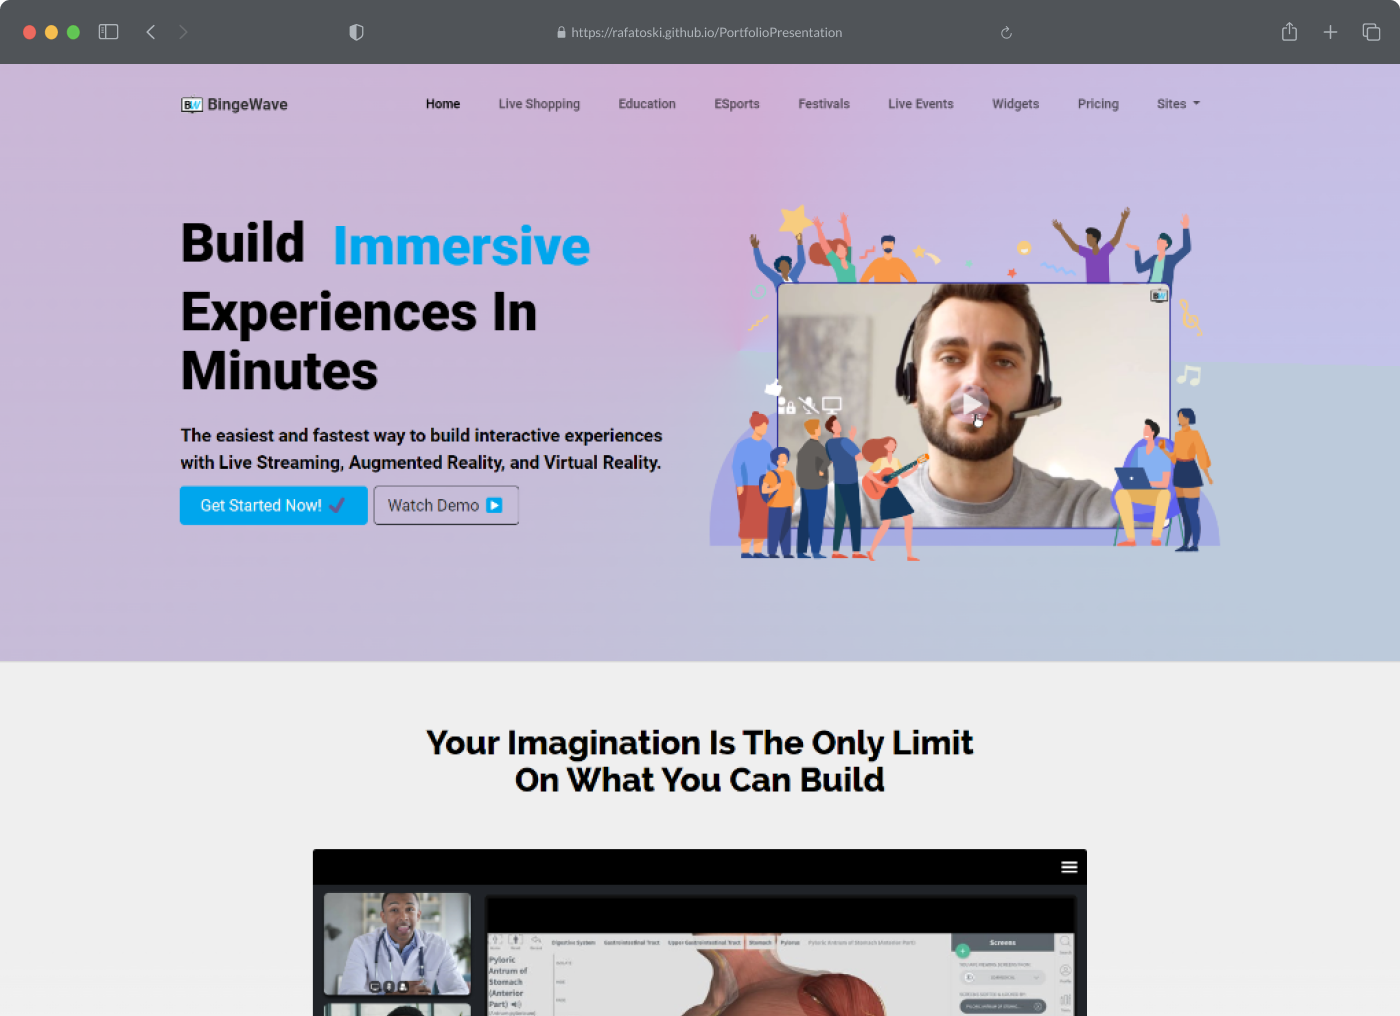 https://rafatoski.github.io/PortfolioPresentation
BW BingeWave
Home Live Shopping Education ESports Festivals Live Events Widgets Pricing Sites
Build Immersive
Experiences In
Minutes
The easiest and fastest way to build interactive experiences
with Live Streaming, Augmented Reality, and Virtual Reality.
Get Started Now! Watch Demo
BW
Your Imagination Is The Only Limit
On What You Can Build
Digestive System Gastrointestinal Tract Upper Gastrointestinal Tract Stomach Pylorus Pyloric Antrum of Stomach (Anterior Part)
Screens
Pyloric
Antrum of
Stomach
(Anterior
Part)